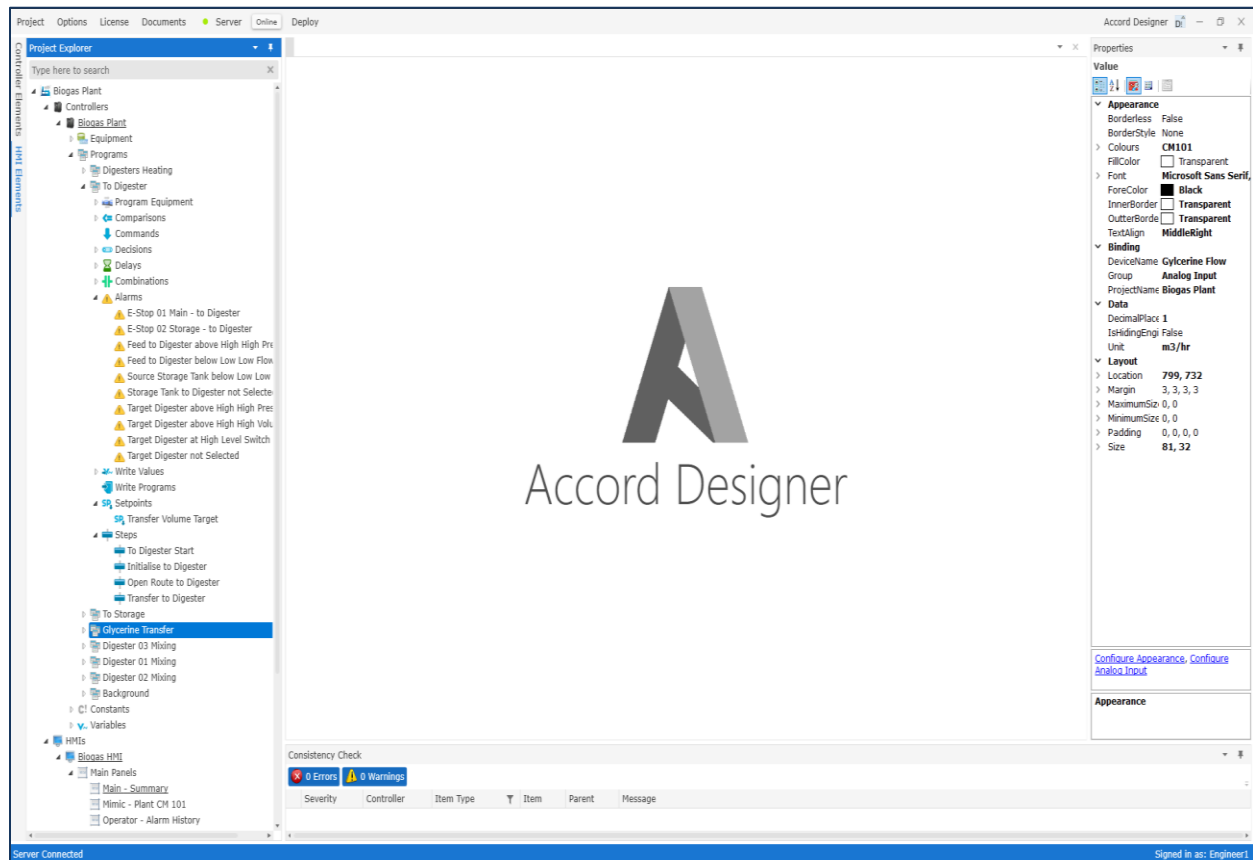 Project Options License Documents Server Online Deploy Accord Designer
Controller Elements
HMI Elements
Project Explorer
Type here to search
Biogas Plant
Controllers
Biogas Plant
Equipment
Programs
Digesters Heating
To Digester
Program Equipment
Comparisons
Commands
Decisions
Delays
Combinations
Alarms
E-Stop 01 Main - to Digester
E-Stop 02 Storage - to Digester
Feed to Digester above High High Pre
Feed to Digester below Low Low Flow
Source Storage Tank below Low Low
Storage Tank to Digester not Selecte
Target Digester above High High Pres
Target Digester above High High Volu
Target Digester at High Level Switch
Target Digester not Selected
Write Values
Write Programs
SP Setpoints
SP Transfer Volume Target
Steps
To Digester Start
Initialise to Digester
Open Route to Digester
Transfer to Digester
To Storage
Glycerine Transfer
Digester 03 Mixing
Digester 01 Mixing
Digester 02 Mixing
Background
C! Constants
V.. Variables
HMIs
Biogas HMI
Main Panels
Main - Summary
Mimic - Plant CM 101
Operator - Alarm History
Accord Designer
Properties
Value
Appearance
Borderless False
BorderStyle None
Colours CM101
FillColor Transparent
Font Microsoft Sans Serif,
ForeColor Black
InnerBorder Transparent
OutterBorde Transparent
TextAlign MiddleRight
Binding
DeviceName Gylcerine Flow
Group Analog Input
ProjectName Biogas Plant
Data
DecimalPlace 1
IsHidingEngi False
Unit m3/hr
Layout
Location 799, 732
Margin 3, 3, 3, 3
MaximumSiz 0, 0
MinimumSize 0, 0
Padding 0, 0, 0, 0
Size 81, 32
Configure Appearance, Configure
Analog Input
Appearance
Consistency Check
0 Errors 0 Warnings
Severity Controller Item Type Item Parent Message
Server Connected Signed in as: Engineer1